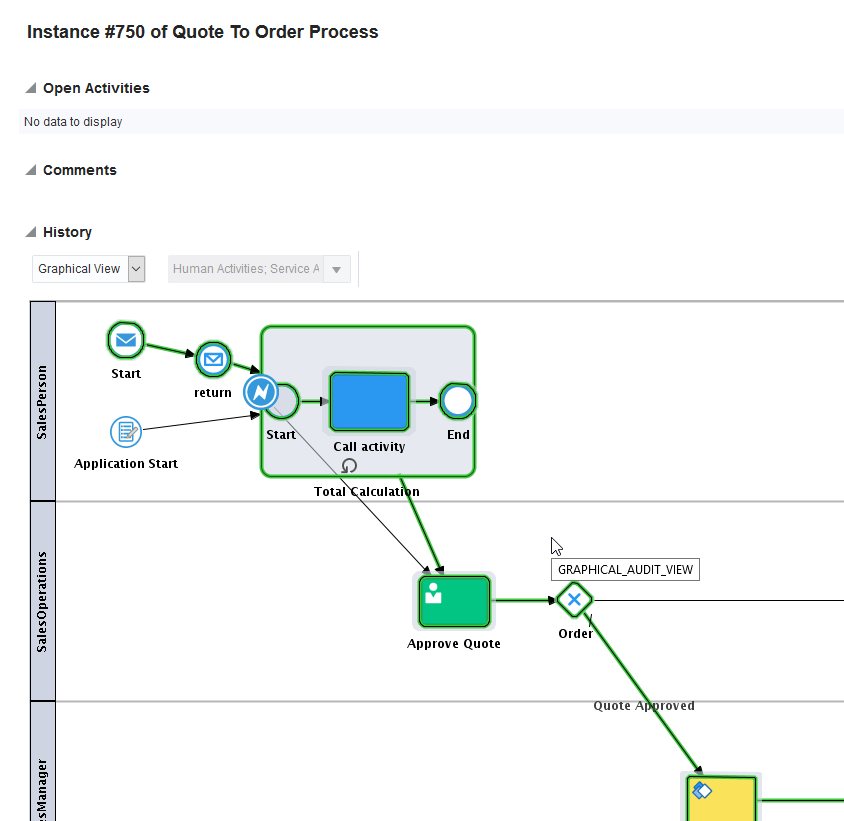 Instance #750 of Quote To Order Process
Open Activities
No data to display
Comments
History
Graphical View
Human Activities; Service A
SalesPerson
Start
return
Application Start
Start
Call activity
End
Total Calculation
SalesOperations
GRAPHICAL_AUDIT_VIEW
Approve Quote
Order
Quote Approved
esManager